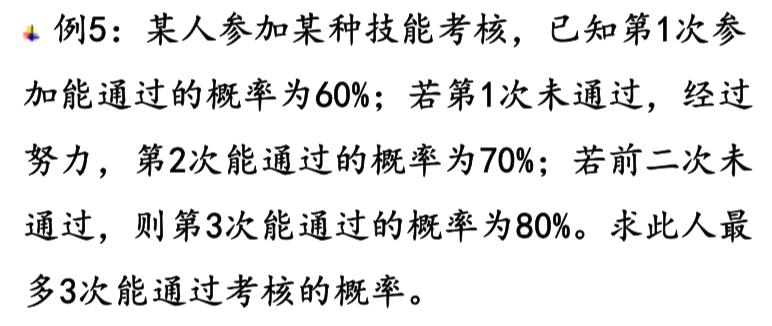 例5：某人参加某种技能考核，已知第1次参
加能通过的概率为60%；若第1次未通过，经过
努力，第2次能通过的概率为70%；若前二次未
通过，则第3次能通过的概率为80%。求此人最
多3次能通过考核的概率。